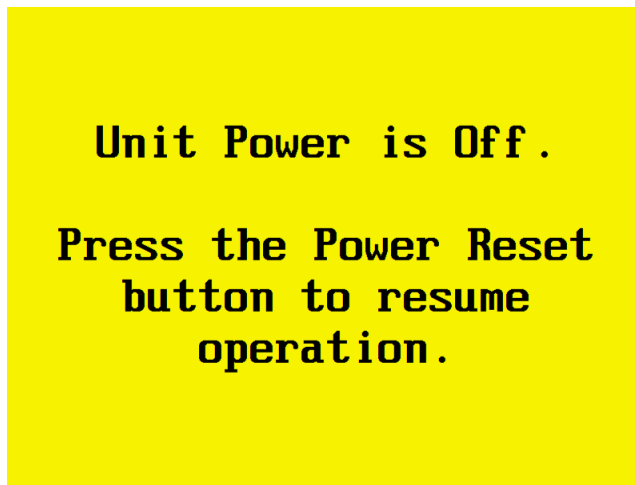 Unit Power is Off.
Press the Power Reset
button to resume
operation.